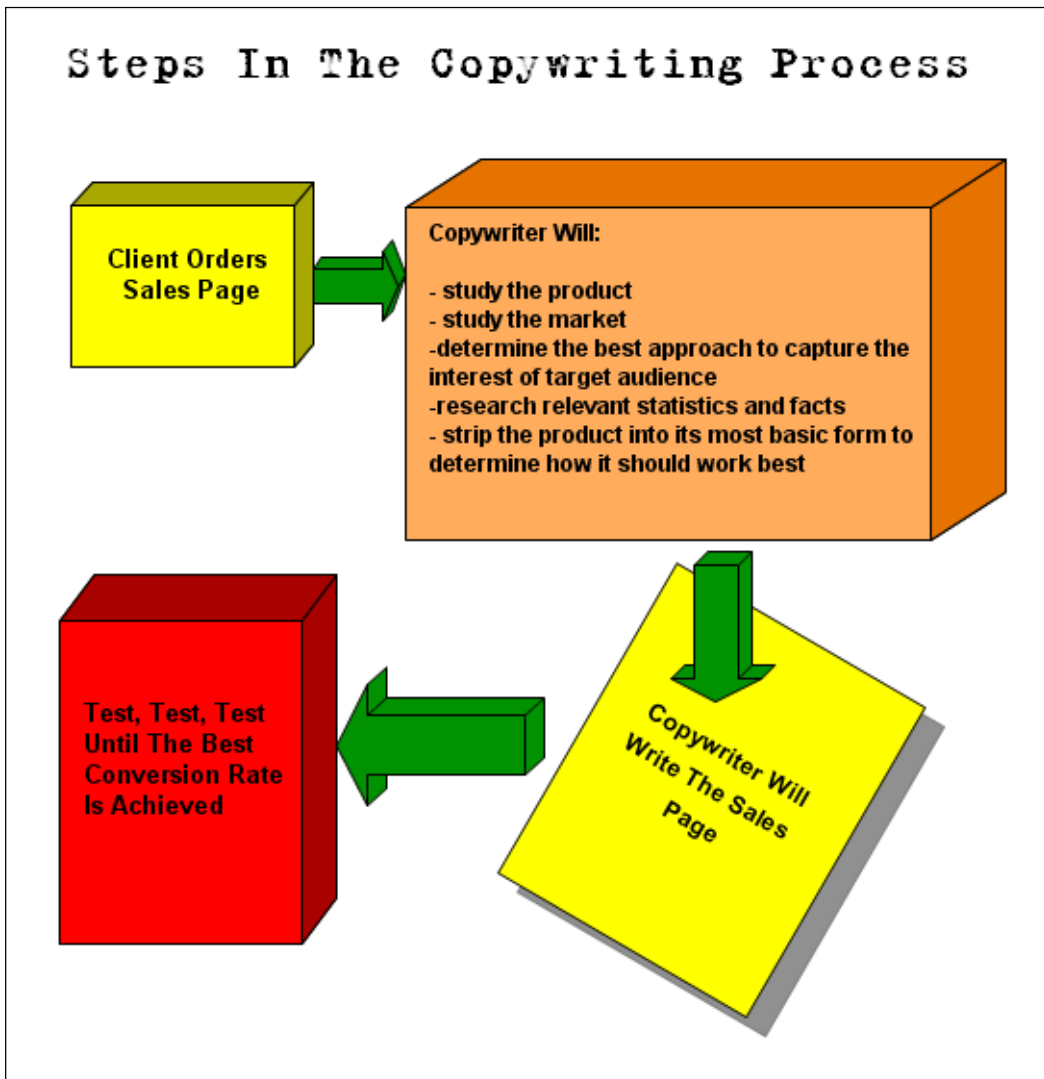 Steps In The Copywriting Process
Client Orders
Sales Page
Copywriter Will:
- study the product
- study the market
-determine the best approach to capture the
interest of target audience
-research relevant statistics and facts
- strip the product into its most basic form to
determine how it should work best
Copywriter Will
Write The Sales
Page
Test, Test, Test
Until The Best
Conversion Rate
Is Achieved